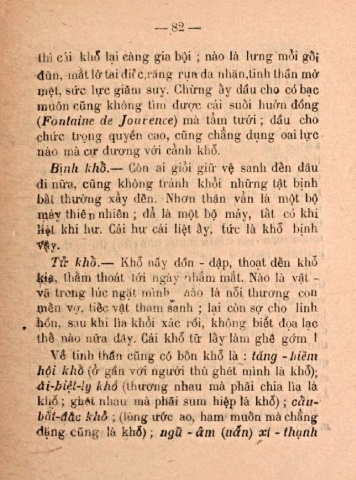 — 82 —
thì cái khổ lại càng gia bội ; nào là lưng mỏi gối
đùn, mắt lờ tai điếc, răng rụn da nhăn, tinh thần mờ
mệt, sức lực giãm suy. Chừng ấy dầu cho có bạc
muôn cũng không tìm được cái suối hườn đồng
(Fontaine de Jourence) mà tắm tưới ; dầu cho
chức trọng quyền cao, cũng chẳng dụng oai lực
nào mà cự đương với cảnh khổ.
Bịnh khổ.— Còn ai giỏi giữ vệ sanh đến đâu
đi nữa, cũng không tránh khỏi những tật bịnh
bất thường xảy đến. Nhơn thân vẫn là một bộ
máy thiên nhiên ; đã là một bộ máy, tất có khi
liệt khi hư. Cái hư cái liệt ấy, tức là khổ bịnh
vậy.
Tử khổ.— Khổ nầy dồn - dập, thoạt đến khổ
kia, thắm thoát tới ngày nhắm mắt. Nào là vật -
vã trong lúc ngặt mình nào là nỗi thương con
mến vợ, tiếc vật tham sanh ; lại còn sợ cho linh
hồn, sau khi lìa khỏi xác rồi, không biết đọa lạc
thế nào nữa đây. Cái khổ tử lấy làm ghê gớm !
Về tinh thần cũng có bốn khổ là : tăng - hiềm
hội khổ (ở gần với người thù ghét mình là khổ);
ái-biệt-ly khổ (thương nhau mà phãi chia lìa là
khổ ; ghét nhau mà phãi sum hiệp là khổ) ; cầu-
bất-đắc khổ ; (lòng ước ao, ham muốn mà chẳng
đặng cũng là khổ) ; ngũ - âm (uẫn) xí - thạnh